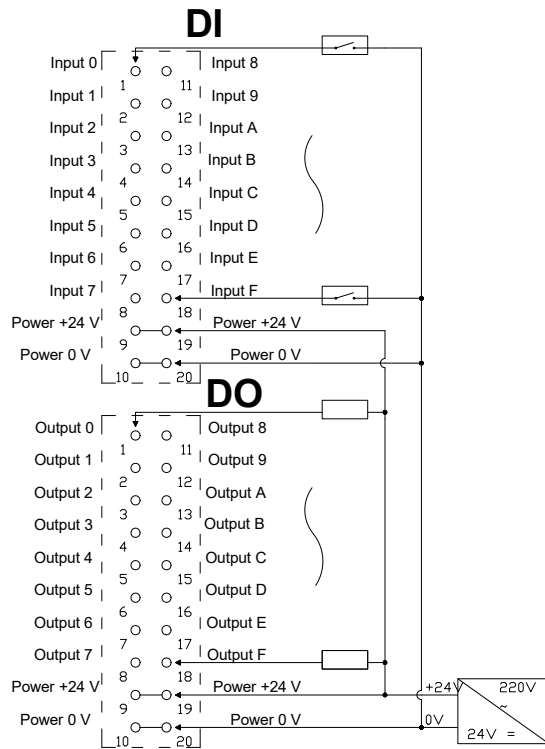 DI
Input 0 Input 8
1 11
Input 1 Input 9
2 12
Input 2 Input A
3 13
Input 3 Input B
4 14
Input 4 Input C
5 15
Input 5 Input D
6 16
Input 6 Input E
7 17
Input 7 Input F
8 18
Power +24 V Power +24 V
9 19
Power 0 V Power 0 V
10 20
DO
Output 0 Output 8
1 11
Output 1 Output 9
2 12
Output 2 Output A
3 13
Output 3 Output B
4 14
Output 4 Output C
5 15
Output 5 Output D
6 16
Output 6 Output E
7 17
Output 7 Output F
8 18
Power +24 V Power +24 V +24V 220V
~
9 19
Power 0 V Power 0 V 0V 24V =
10 20